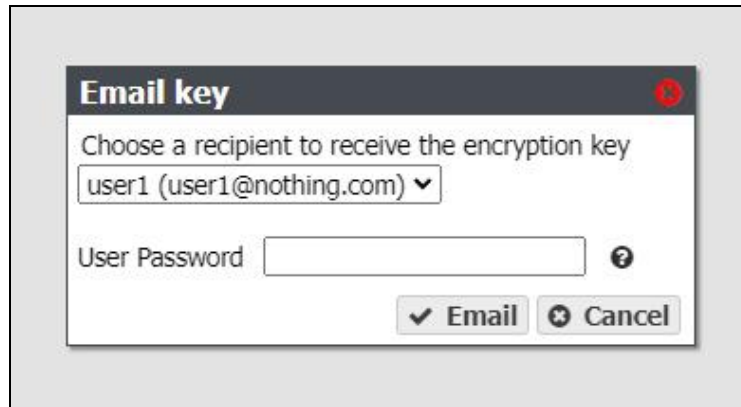 Email key
Choose a recipient to receive the encryption key
user1 (user1@nothing.com)
User Password
Email Cancel